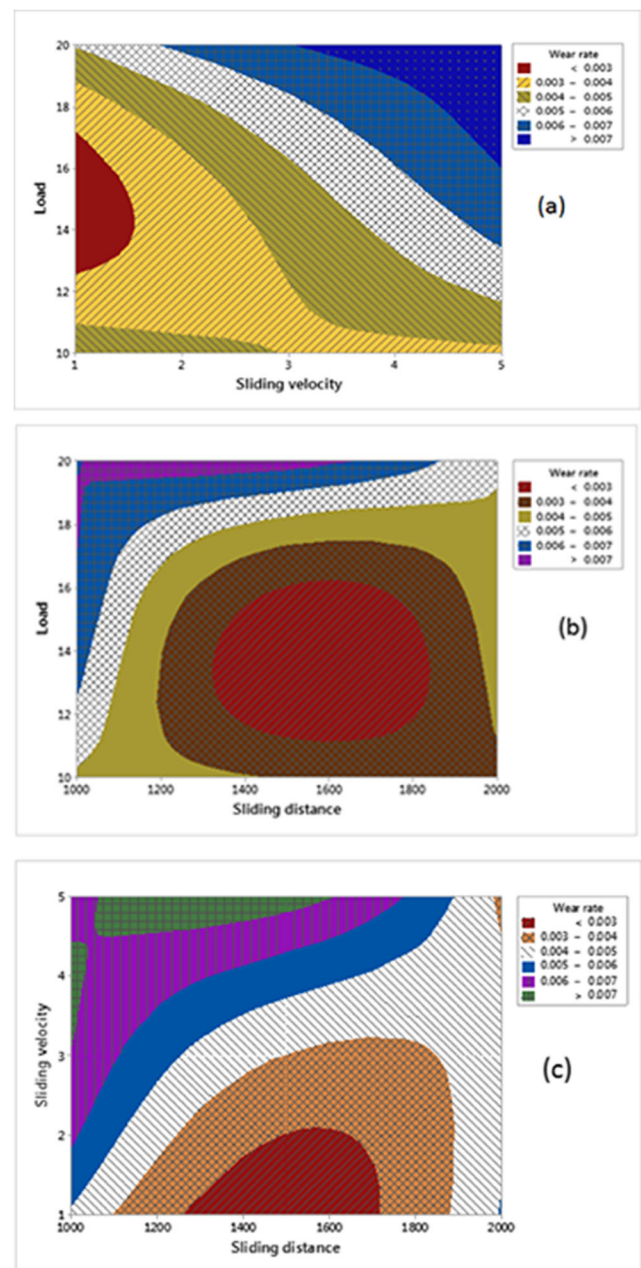 20
18
16
14
12
10
Load
1
2
3
4
5
Sliding velocity
Wear rate
< 0.003
0.003 – 0.004
0.004 – 0.005
0.005 – 0.006
0.006 – 0.007
> 0.007
(a)
20
18
16
14
12
10
Load
1000
1200
1400
1600
1800
2000
Sliding distance
Wear rate
< 0.003
0.003 – 0.004
0.004 – 0.005
0.005 – 0.006
0.006 – 0.007
> 0.007
(b)
5
4
3
2
1
Sliding velocity
1000
1200
1400
1600
1800
2000
Sliding distance
Wear rate
< 0.003
0.003 – 0.004
0.004 – 0.005
0.005 – 0.006
0.006 – 0.007
> 0.007
(c)